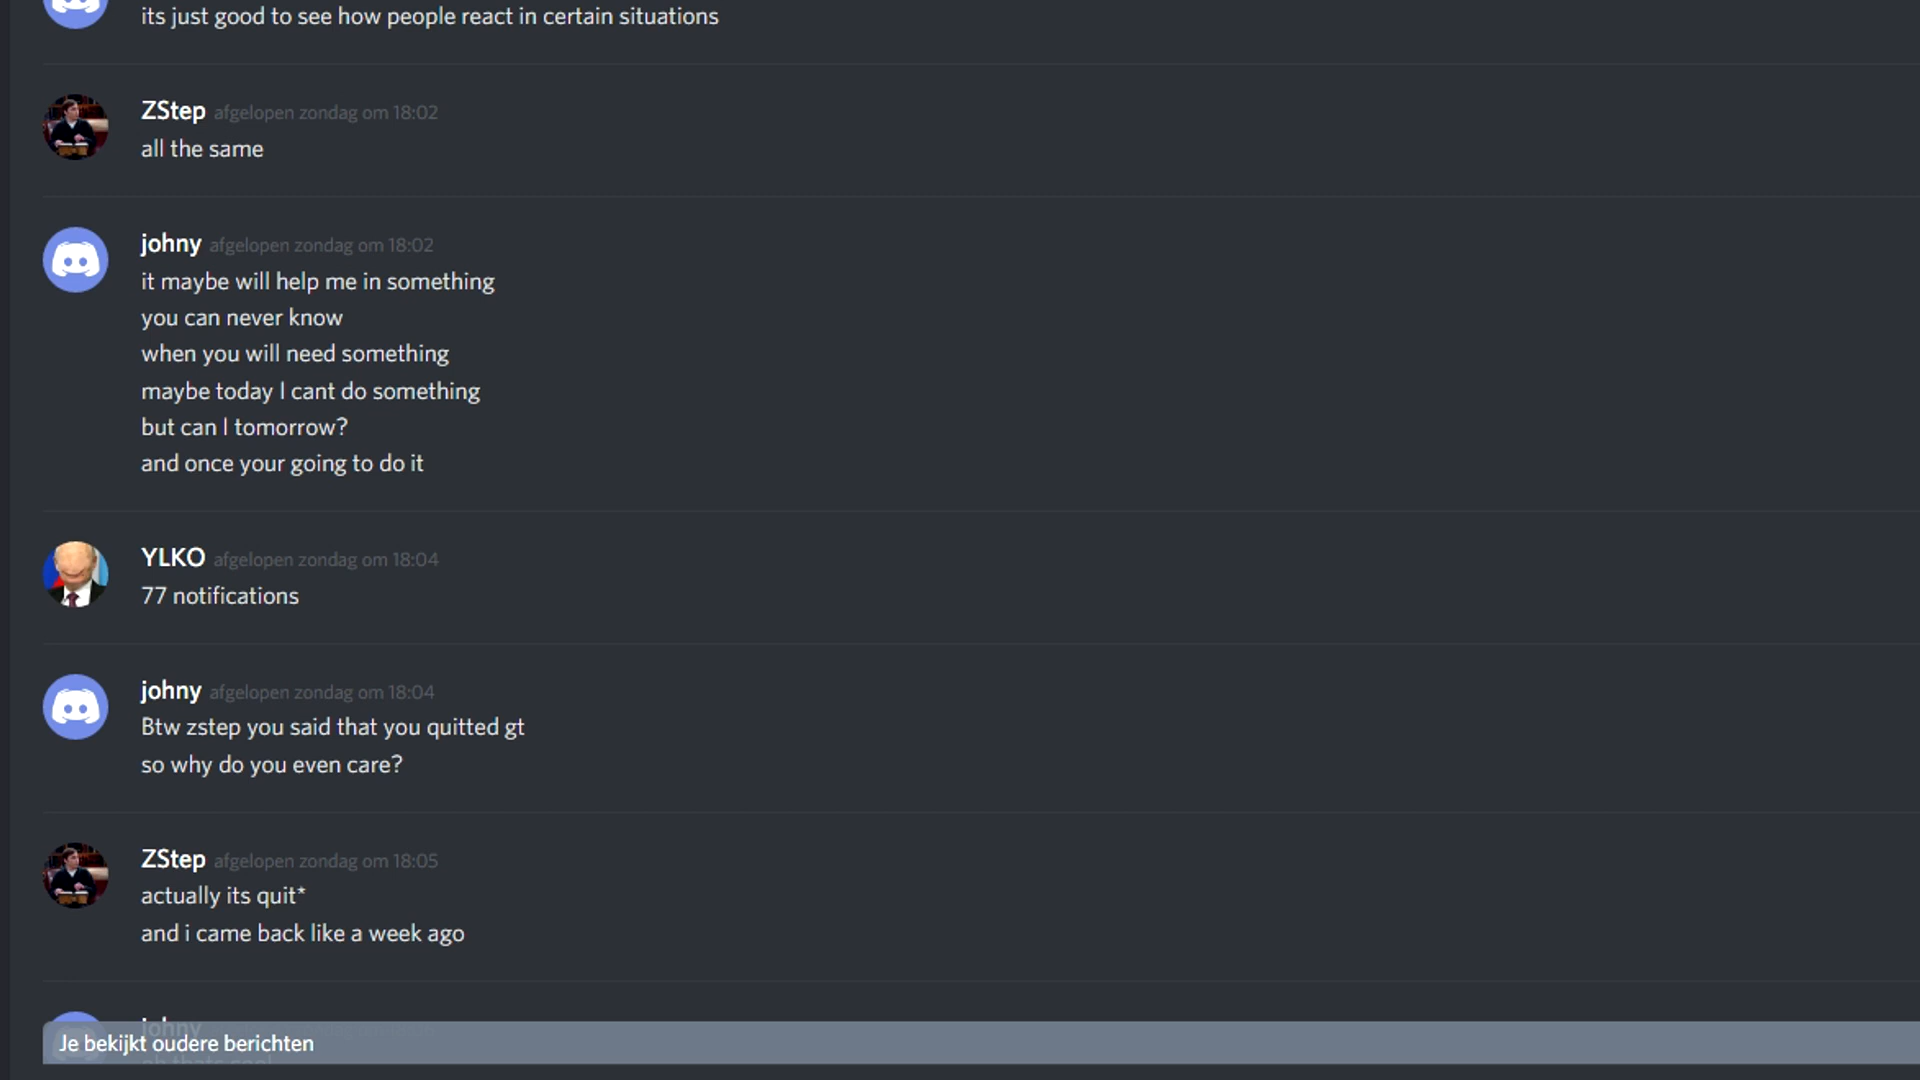 its just good to see how people react in certain situations
ZStep afgelopen zondag om 18:02
all the same
johny afgelopen zondag om 18:02
it maybe will help me in something
you can never know
when you will need something
maybe today I cant do something
but can I tomorrow?
and once your going to do it
YLKO afgelopen zondag om 18:04
77 notifications
johny afgelopen zondag om 18:04
Btw zstep you said that you quitted gt
so why do you even care?
ZStep afgelopen zondag om 18:05
actually its quit*
and i came back like a week ago
johny
Je bekijkt oudere berichten